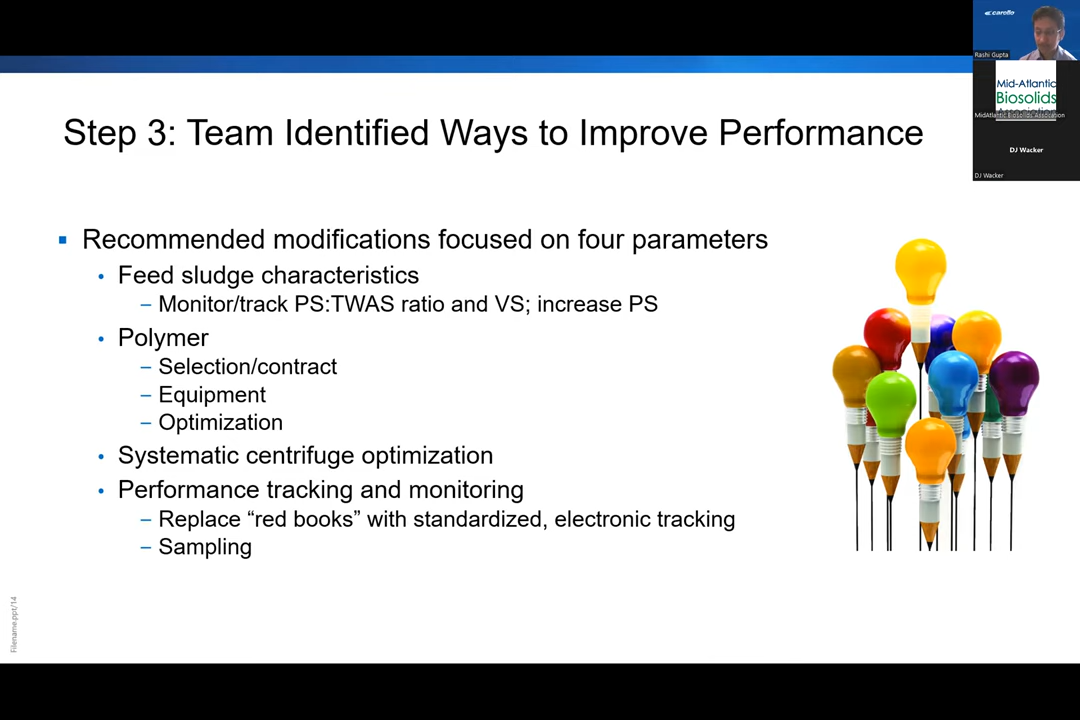 Step 3: Team Identified Ways to Improve Performance
▪ Recommended modifications focused on four parameters
• Feed sludge characteristics
– Monitor/track PS:TWAS ratio and VS; increase PS
• Polymer
– Selection/contract
– Equipment
– Optimization
• Systematic centrifuge optimization
• Performance tracking and monitoring
– Replace “red books” with standardized, electronic tracking
– Sampling
Filename.ppt/14
carollo
Rashi Gupta
Mid-Atlantic
Biosolids
Association
MidAtlantic Biosolids Association
DJ Wacker
DJ Wacker